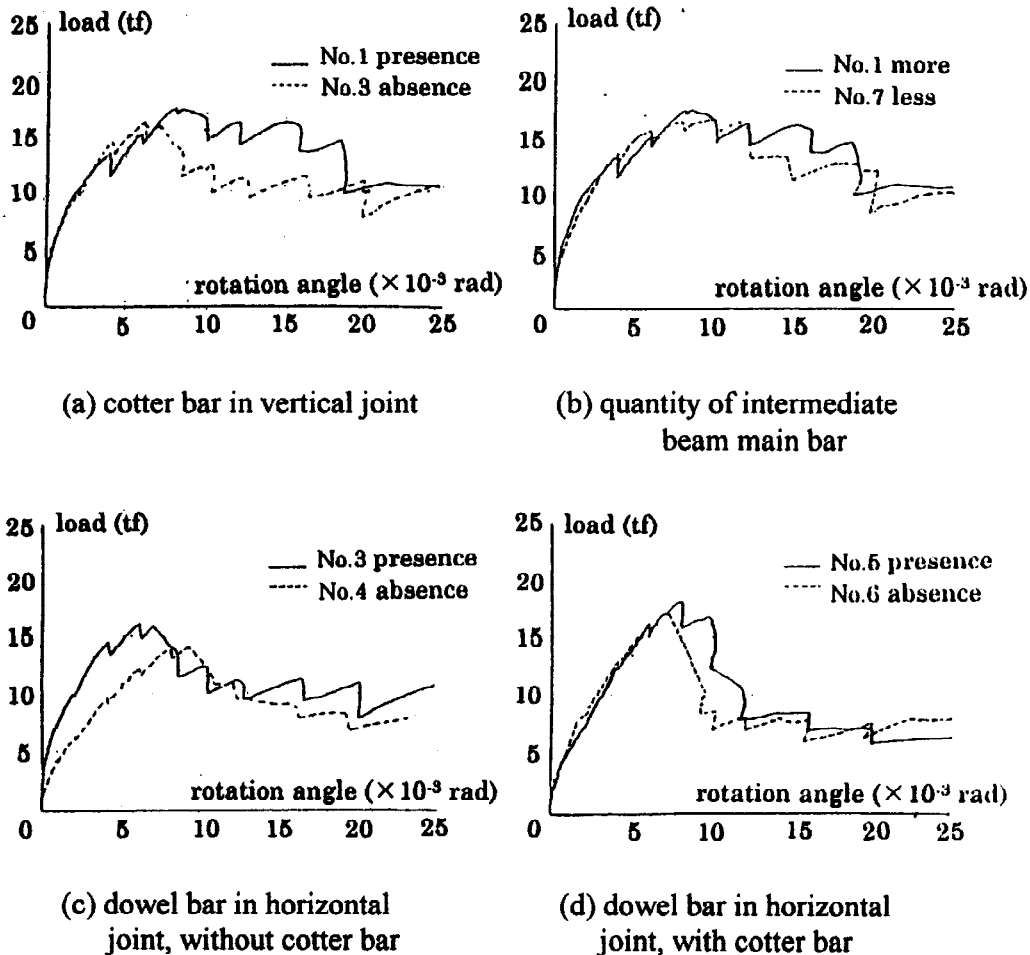 25 load (tf)
No.1 presence
No.3 absence
20
15
10
5
rotation angle (×10⁻³ rad)
0 5 10 15 20 25
(a) cotter bar in vertical joint
25 load (tf)
No.1 more
No.7 less
20
15
10
5
rotation angle (×10⁻³ rad)
0 5 10 15 20 25
(b) quantity of intermediate
beam main bar
25 load (tf)
No.3 presence
No.4 absence
20
15
10
5
rotation angle (×10⁻³ rad)
0 5 10 15 20 25
(c) dowel bar in horizontal
joint, without cotter bar
25 load (tf)
No.5 presence
No.6 absence
20
15
10
5
rotation angle (×10⁻³ rad)
0 5 10 15 20 25
(d) dowel bar in horizontal
joint, with cotter bar